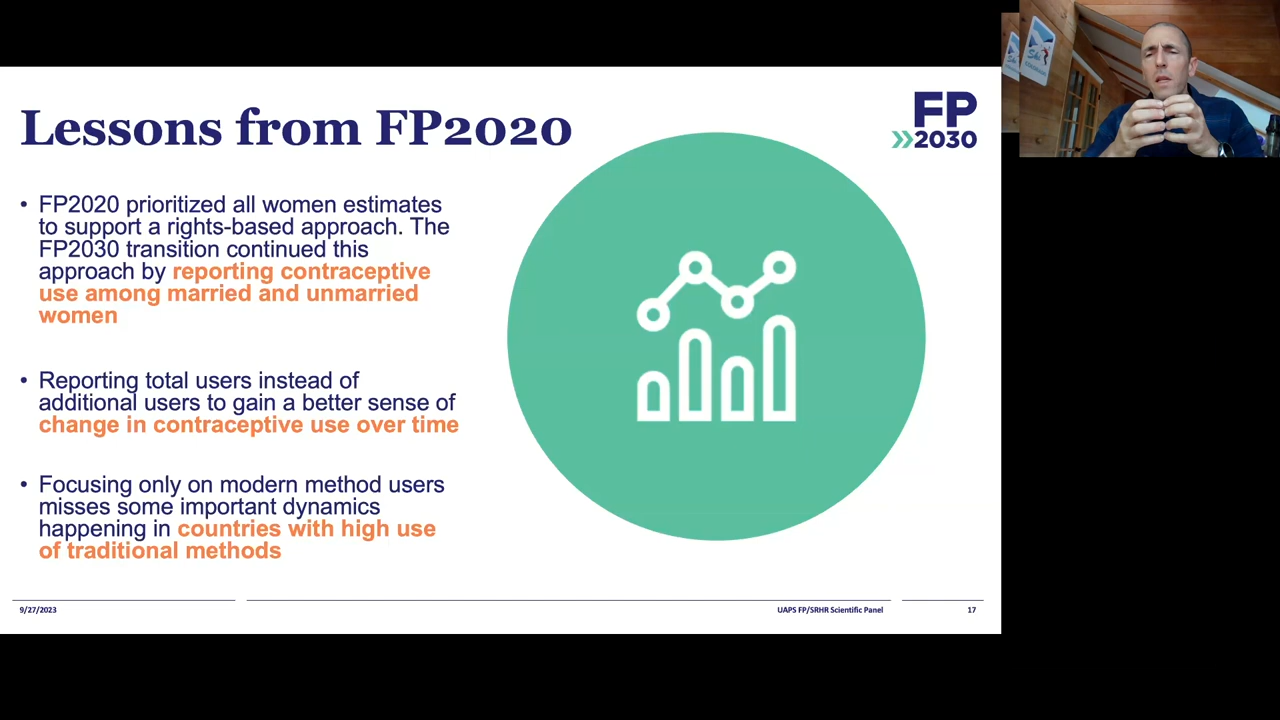 Lessons from FP2020
FP
2030
• FP2020 prioritized all women estimates
to support a rights-based approach. The
FP2030 transition continued this
approach by reporting contraceptive
use among married and unmarried
women
• Reporting total users instead of
additional users to gain a better sense of
change in contraceptive use over time
• Focusing only on modern method users
misses some important dynamics
happening in countries with high use
of traditional methods
9/27/2023
UAPS FP/SRHR Scientific Panel
17
Ski